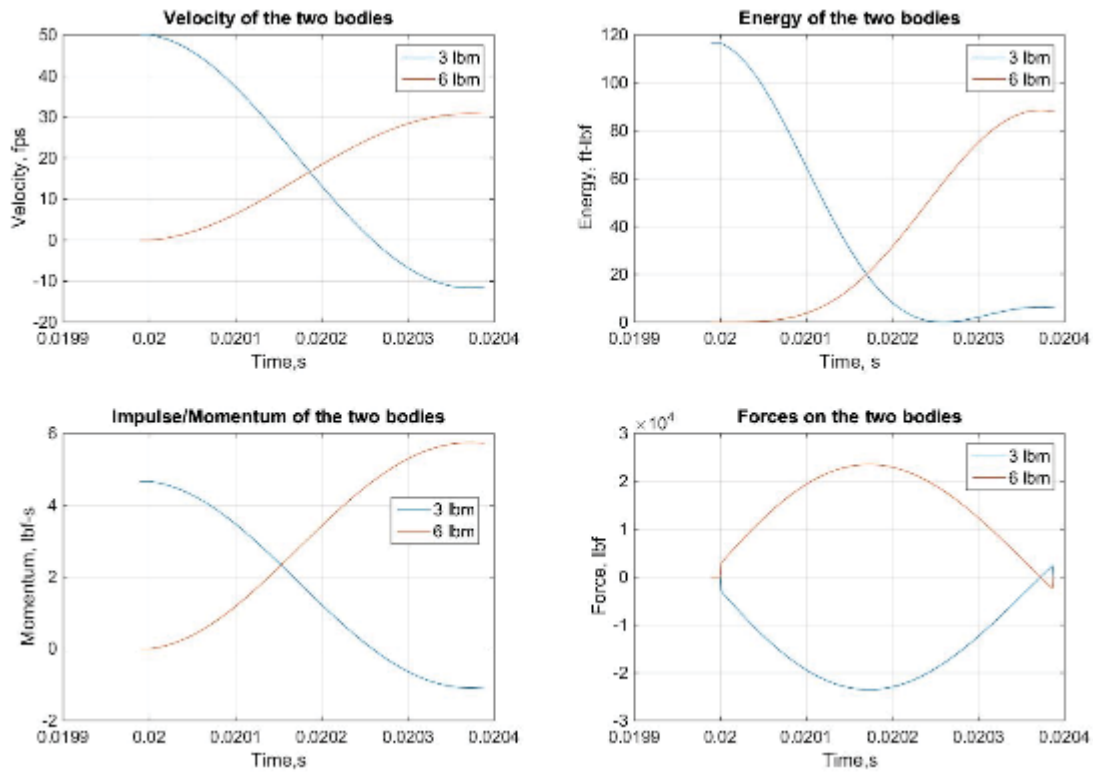 Velocity of the two bodies
50
40
30
20
10
0
-10
-20
Velocity, fps
3 lbm
6 lbm
0.0199 0.02 0.0201 0.0202 0.0203 0.0204
Time,s
Energy of the two bodies
120
100
80
60
40
20
0
Energy, ft-lbf
3 lbm
6 lbm
0.0199 0.02 0.0201 0.0202 0.0203 0.0204
Time, s
Impulse/Momentum of the two bodies
6
4
2
0
-2
Momentum, lbf-s
3 lbm
6 lbm
0.0199 0.02 0.0201 0.0202 0.0203 0.0204
Time,s
Forces on the two bodies
×10⁴
3
2
1
0
-1
-2
-3
Force, lbf
3 lbm
6 lbm
0.0199 0.02 0.0201 0.0202 0.0203 0.0204
Time,s